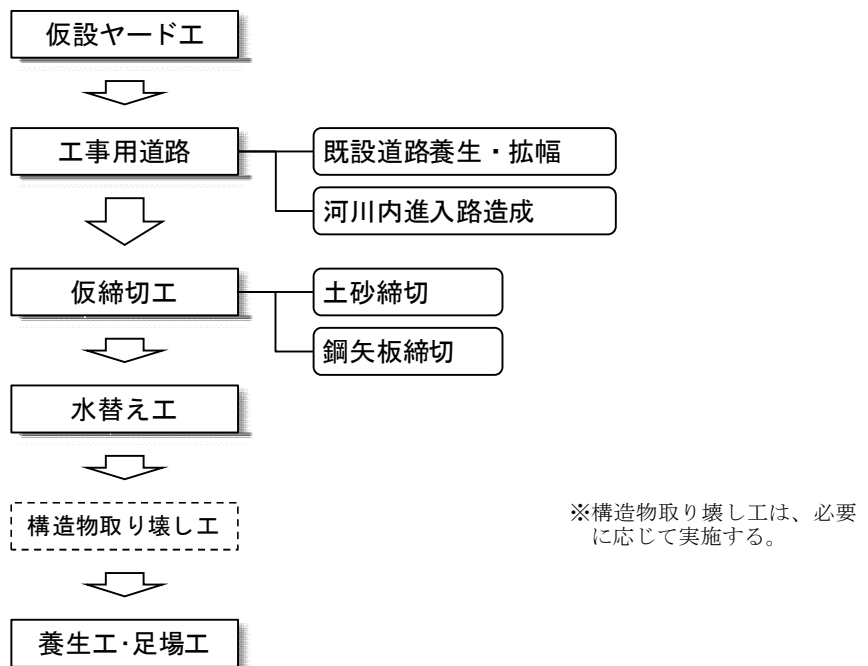 仮設ヤード工
工事用道路
既設道路養生・拡幅
河川内進入路造成
仮締切工
土砂締切
鋼矢板締切
水替え工
構造物取り壊し工
※構造物取り壊し工は、必要
に応じて実施する。
養生工・足場工